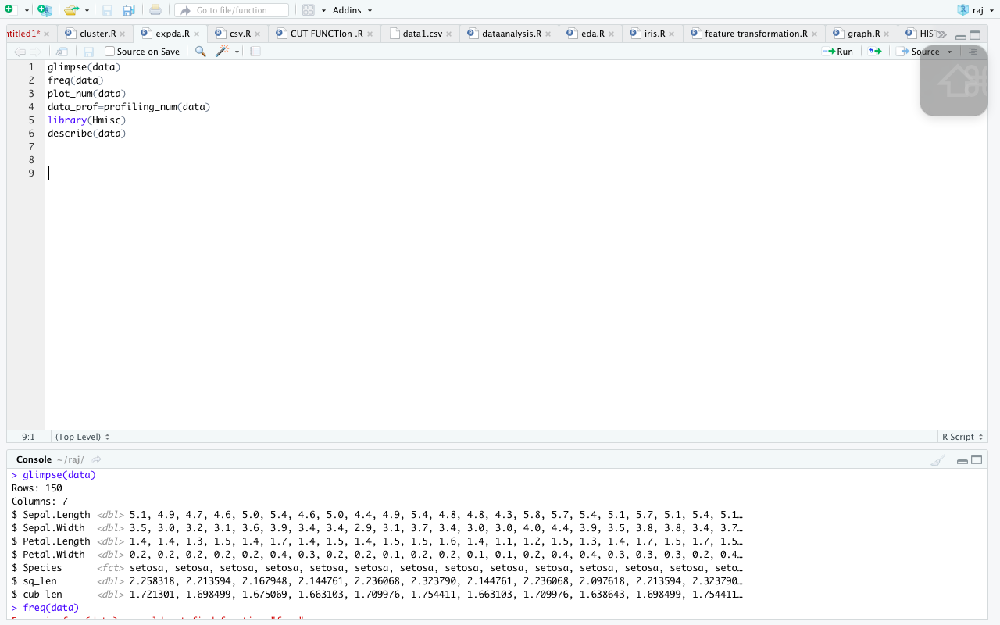 Go to file/function
Addins
raj
ntitled1*
cluster.R
expda.R
csv.R
CUT FUNCTIon .R
data1.csv
dataanalysis.R
eda.R
iris.R
feature transformation.R
graph.R
HIST
Source on Save
Run
Source
1 glimpse(data)
2 freq(data)
3 plot_num(data)
4 data_prof=profiling_num(data)
5 library(Hmisc)
6 describe(data)
7
8
9
9:1
(Top Level)
R Script
Console ~/raj/
> glimpse(data)
Rows: 150
Columns: 7
$ Sepal.Length <dbl> 5.1, 4.9, 4.7, 4.6, 5.0, 5.4, 4.6, 5.0, 4.4, 4.9, 5.4, 4.8, 4.8, 4.3, 5.8, 5.7, 5.4, 5.1, 5.7, 5.1, 5.4, 5.1…
$ Sepal.Width <dbl> 3.5, 3.0, 3.2, 3.1, 3.6, 3.9, 3.4, 3.4, 2.9, 3.1, 3.7, 3.4, 3.0, 3.0, 4.0, 4.4, 3.9, 3.5, 3.8, 3.8, 3.4, 3.7…
$ Petal.Length <dbl> 1.4, 1.4, 1.3, 1.5, 1.4, 1.7, 1.4, 1.5, 1.4, 1.5, 1.5, 1.6, 1.4, 1.1, 1.2, 1.5, 1.3, 1.4, 1.7, 1.5, 1.7, 1.5…
$ Petal.Width <dbl> 0.2, 0.2, 0.2, 0.2, 0.2, 0.4, 0.3, 0.2, 0.2, 0.1, 0.2, 0.2, 0.1, 0.1, 0.2, 0.4, 0.4, 0.3, 0.3, 0.3, 0.2, 0.4…
$ Species <fct> setosa, setosa, setosa, setosa, setosa, setosa, setosa, setosa, setosa, setosa, setosa, setosa, setosa, seto…
$ sq_len <dbl> 2.258318, 2.213594, 2.167948, 2.144761, 2.236068, 2.323790, 2.144761, 2.236068, 2.097618, 2.213594, 2.323790…
$ cub_len <dbl> 1.721301, 1.698499, 1.675069, 1.663103, 1.709976, 1.754411, 1.663103, 1.709976, 1.638643, 1.698499, 1.754411…
> freq(data)